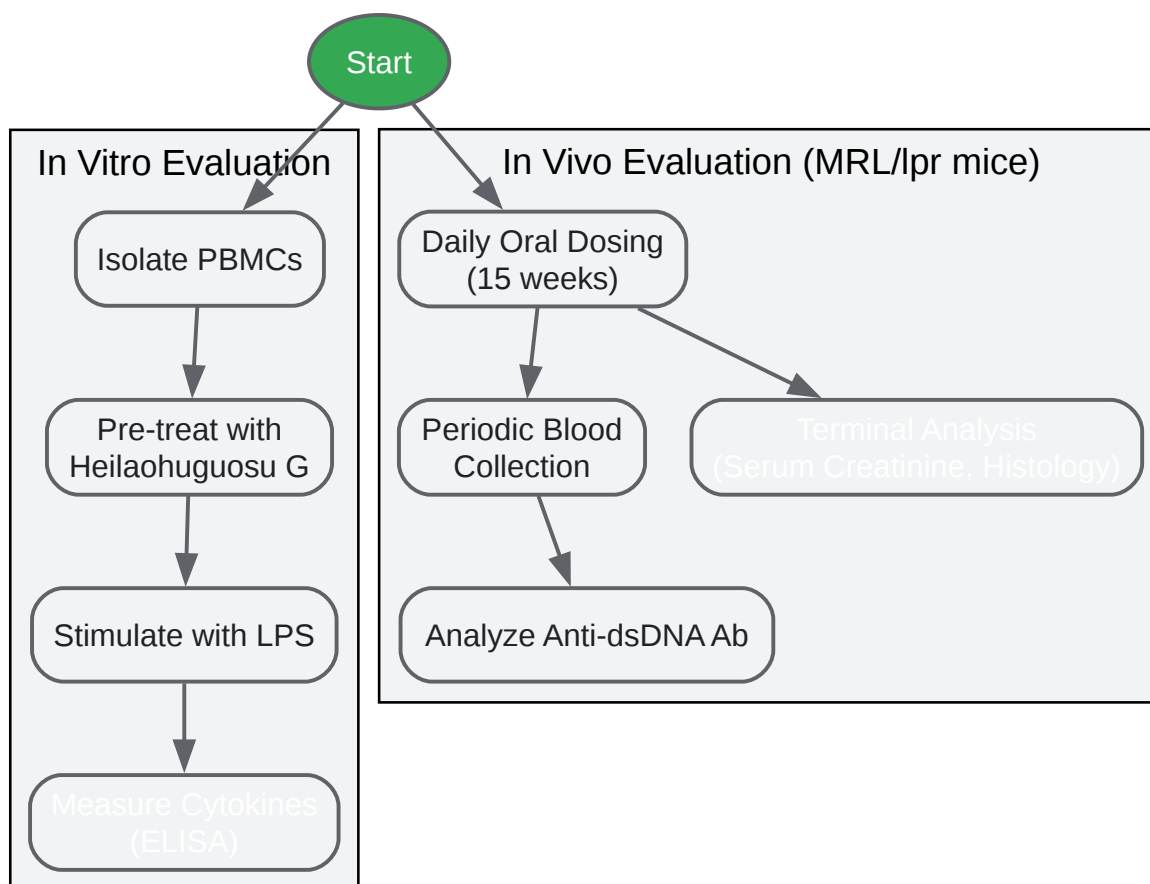 Start
In Vitro Evaluation
Isolate PBMCs
Pre-treat with
Heilaohuguosu G
Stimulate with LPS
Measure Cytokines
(ELISA)
In Vivo Evaluation (MRL/lpr mice)
Daily Oral Dosing
(15 weeks)
Periodic Blood
Collection
Terminal Analysis
(Serum Creatinine, Histology)
Analyze Anti-dsDNA Ab